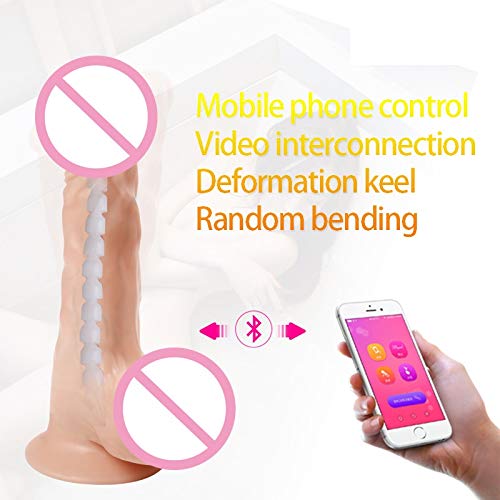 Mobile phone control
Video interconnection
Deformation keel
Random bending